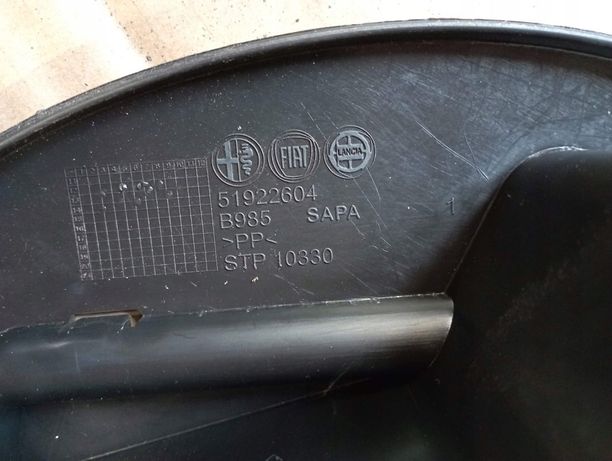 FIAT
LANCIA
51922604
B985 SAPA
>PP<
STP 10330
1